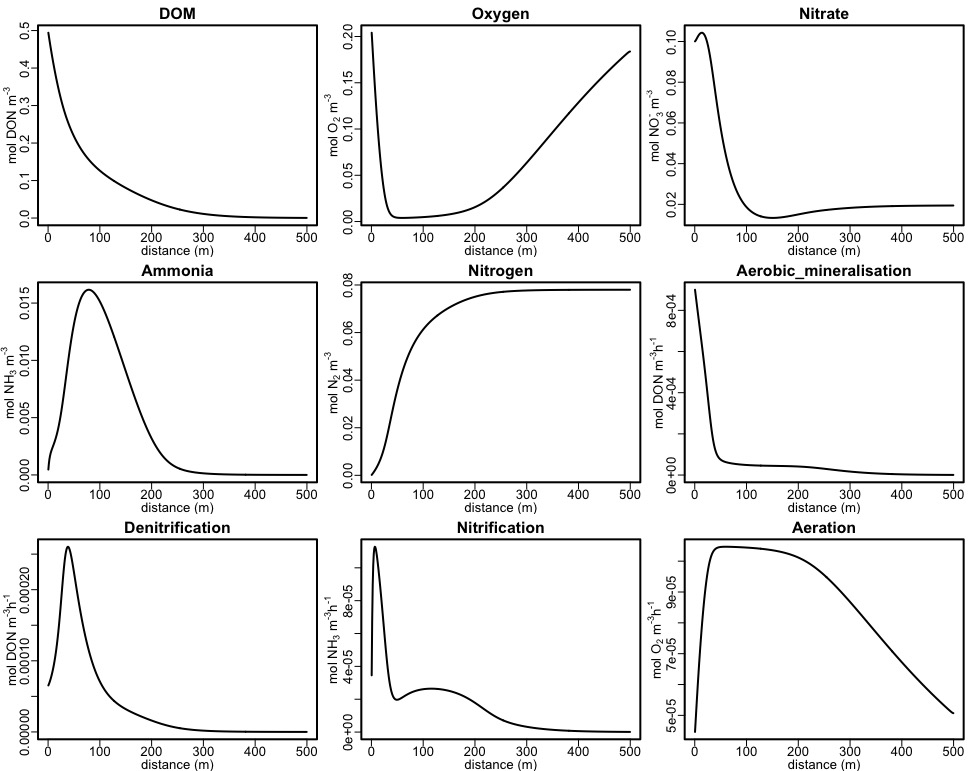 DOM
mol DON m⁻³
0.0 0.1 0.2 0.3 0.4 0.5
0 100 200 300 400 500
distance (m)
Oxygen
mol O₂ m⁻³
0.00 0.05 0.10 0.15 0.20
0 100 200 300 400 500
distance (m)
Nitrate
mol NO₃⁻ m⁻³
0.02 0.04 0.06 0.08 0.10
0 100 200 300 400 500
distance (m)
Ammonia
mol NH₃ m⁻³
0.000 0.005 0.010 0.015
0 100 200 300 400 500
distance (m)
Nitrogen
mol N₂ m⁻³
0.00 0.02 0.04 0.06 0.08
0 100 200 300 400 500
distance (m)
Aerobic_mineralisation
mol DON m⁻³h⁻¹
0e+00 4e-04 8e-04
0 100 200 300 400 500
distance (m)
Denitrification
mol DON m⁻³h⁻¹
0.00000 0.00010 0.00020
0 100 200 300 400 500
distance (m)
Nitrification
mol NH₃ m⁻³h⁻¹
0e+00 4e-05 8e-05
0 100 200 300 400 500
distance (m)
Aeration
mol O₂ m⁻³h⁻¹
5e-05 7e-05 9e-05
0 100 200 300 400 500
distance (m)